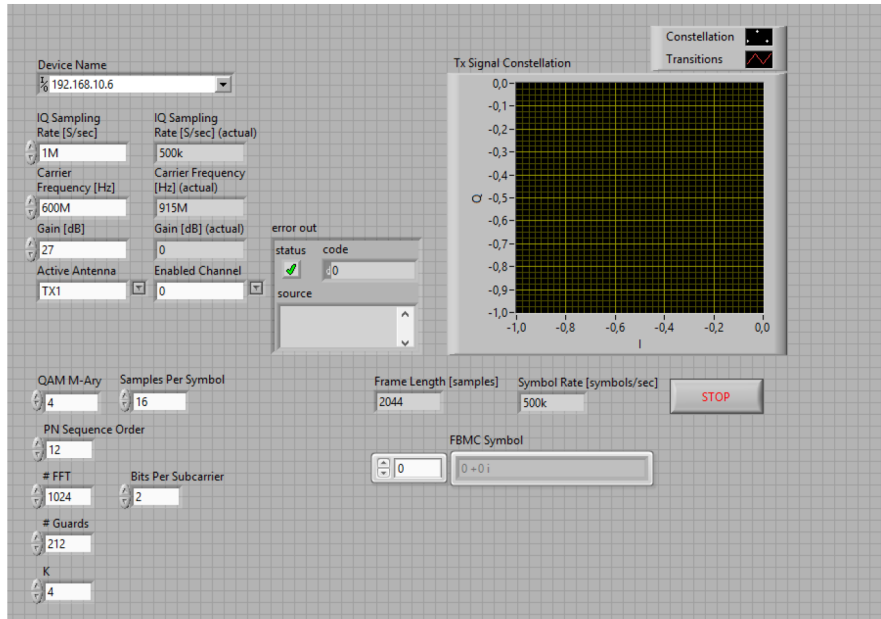 Constellation
Transitions
Device Name
Tx Signal Constellation
192.168.10.6
IQ Sampling
Rate [S/sec]
IQ Sampling
Rate [S/sec] (actual)
1M
500k
Carrier
Frequency [Hz]
Carrier Frequency
[Hz] (actual)
600M
915M
Gain [dB]
Gain [dB] (actual)
27
0
Active Antenna
Enabled Channel
TX1
0
error out
status
code
0
source
0,0
-0,1
-0,2
-0,3
-0,4
-0,5
-0,6
-0,7
-0,8
-0,9
-1,0
Q
-1,0
-0,8
-0,6
-0,4
-0,2
0,0
I
QAM M-Ary
Samples Per Symbol
4
16
Frame Length [samples]
Symbol Rate [symbols/sec]
2044
500k
STOP
PN Sequence Order
12
FBMC Symbol
0
0 +0 i
# FFT
Bits Per Subcarrier
1024
2
# Guards
212
K
4